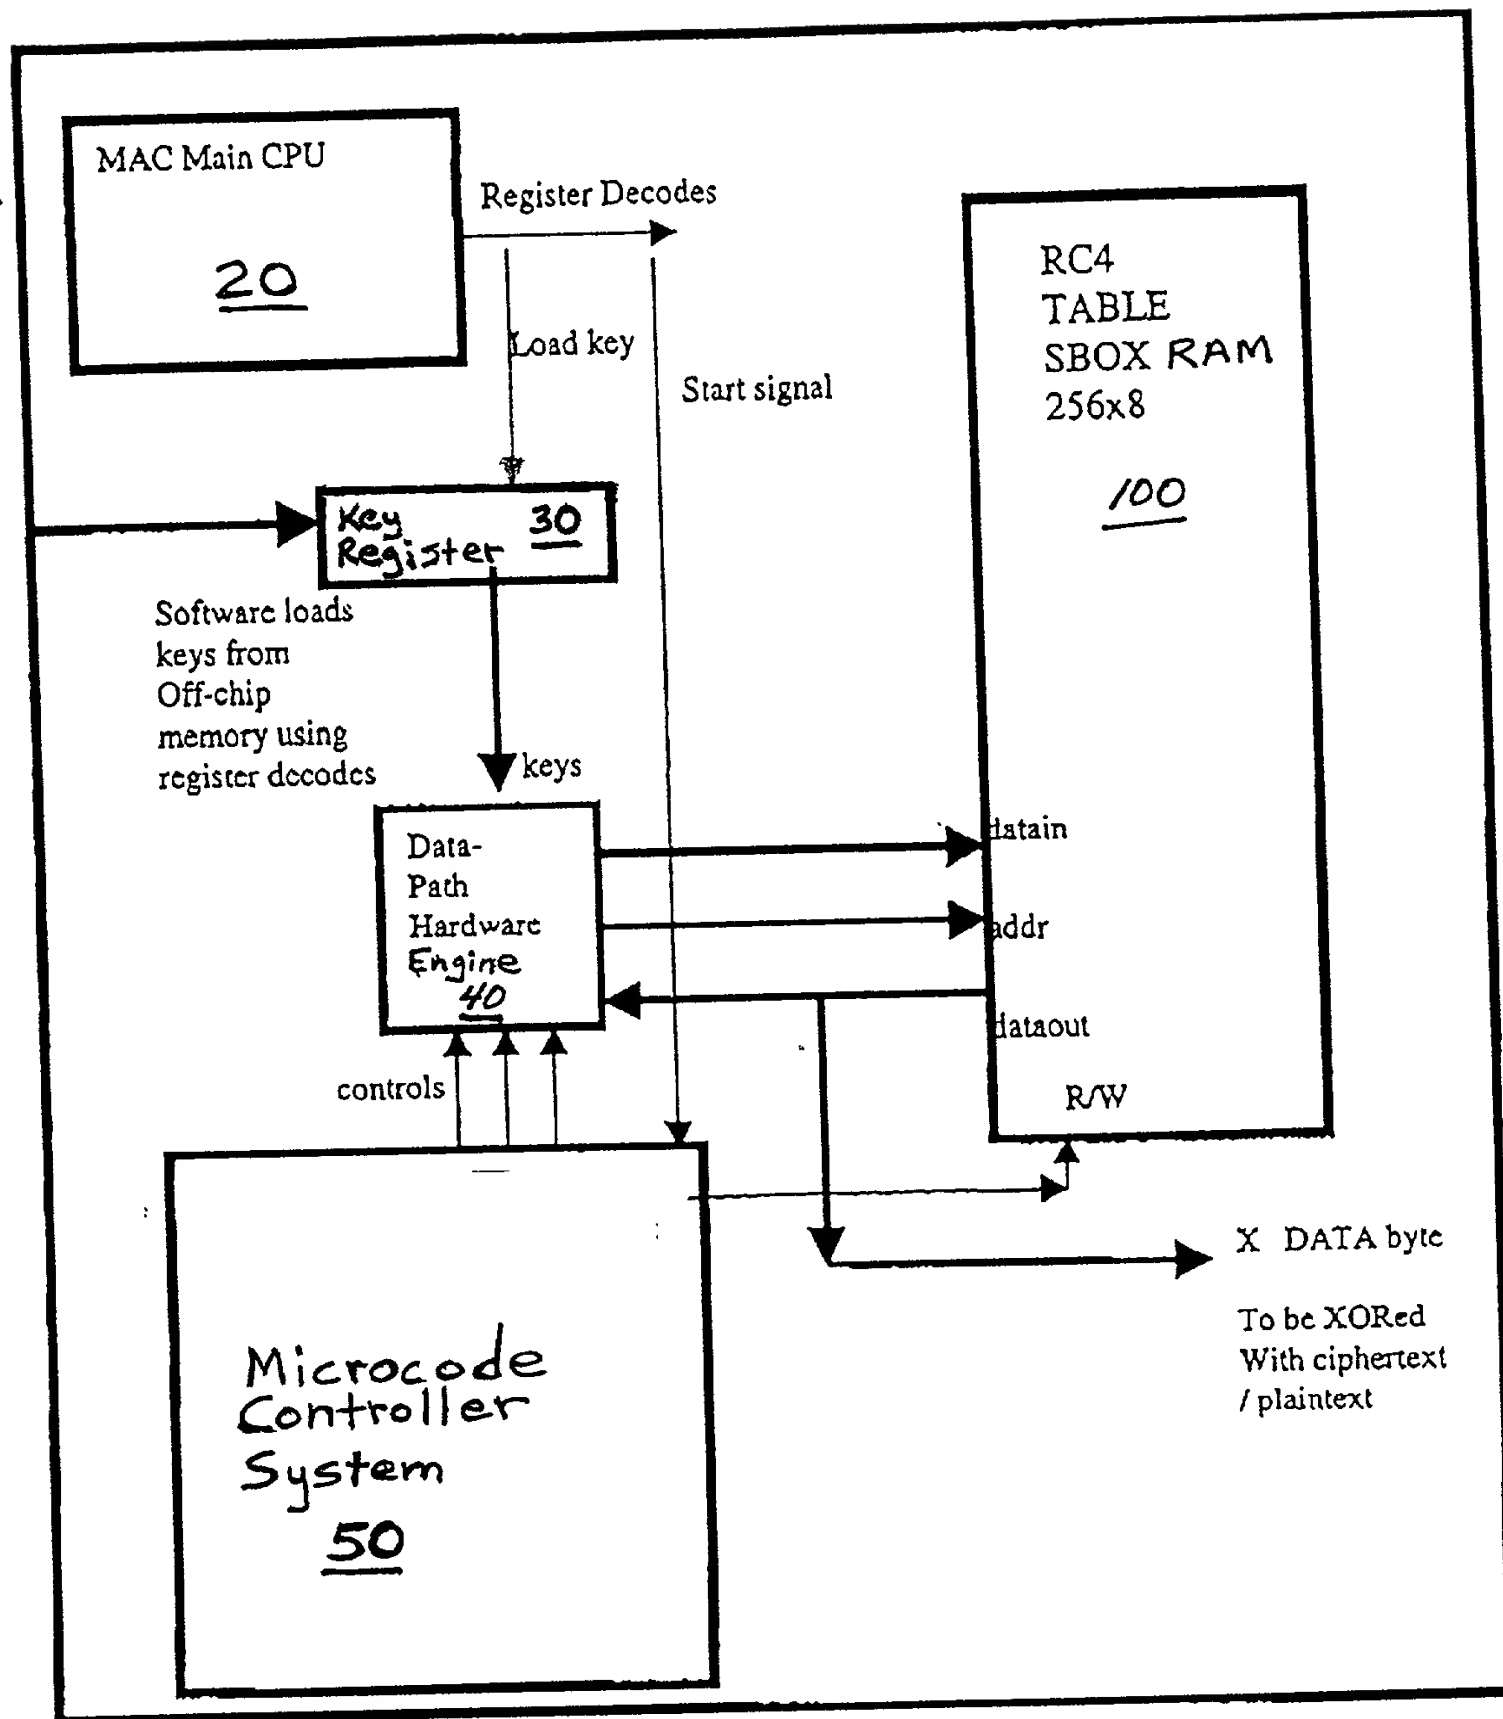 MAC Main CPU
20
Register Decodes
Load key
Start signal
RC4
TABLE
SBOX RAM
256x8
100
Key
Register
30
Software loads
keys from
Off-chip
memory using
register decodes
keys
Data-
Path
Hardware
Engine
40
datain
addr
dataout
R/W
controls
Microcode
Controller
System
50
X DATA byte
To be XORed
With ciphertext
/ plaintext